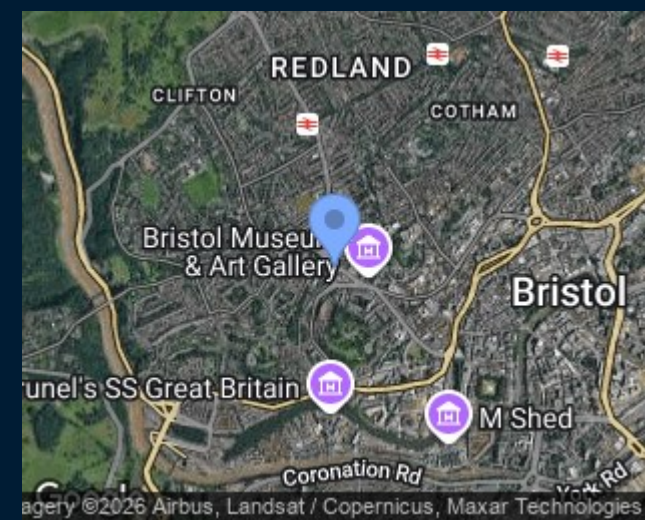 REDLAND
CLIFTON
COTHAM
Bristol Museu
& Art Gallery
Bristol
runel's SS Great Britain
M Shed
Coronation Rd
York Rd
agery ©2026 Airbus, Landsat / Copernicus, Maxar Technologies